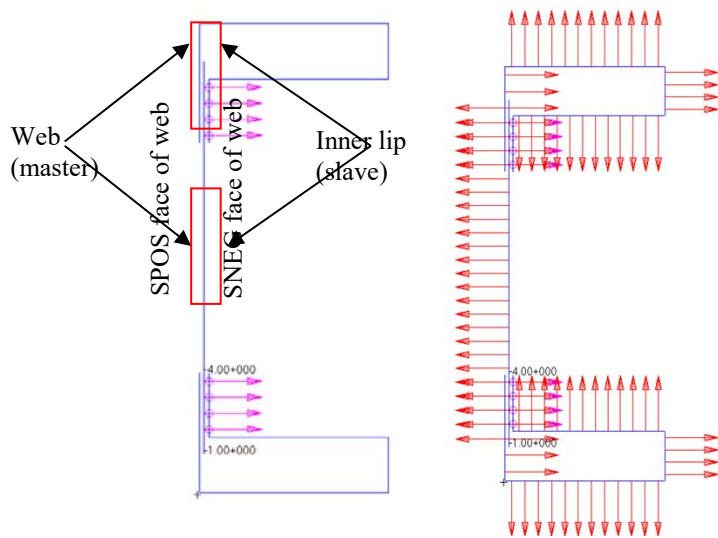 Web
(master)
SPOS face of web
SNEG face of web
Inner lip
(slave)
-4.00+000
-1.00+000
-4.00+000
-1.00+000